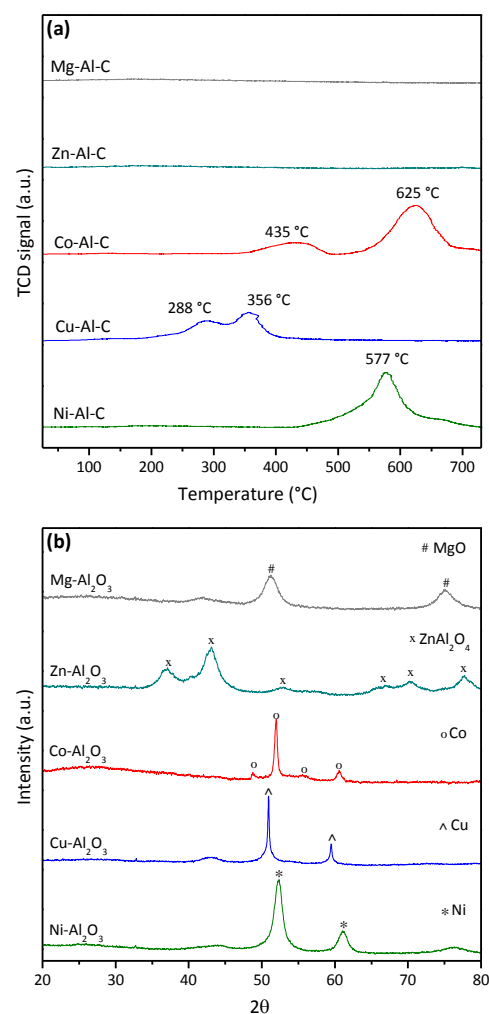 (a)
Mg-Al-C
Zn-Al-C
625 °C
435 °C
Co-Al-C
288 °C
356 °C
Cu-Al-C
577 °C
Ni-Al-C
TCD signal (a.u.)
100 200 300 400 500 600 700
Temperature (°C)
(b)
# MgO
# #
Mg-Al₂O₃
x ZnAl₂O₄
x x x x x x
Zn-Al₂O₃
o Co
o o o o
Co-Al₂O₃
^ Cu
^ ^
Cu-Al₂O₃
* Ni
* *
Ni-Al₂O₃
Intensity (a.u.)
20 30 40 50 60 70 80
2θ